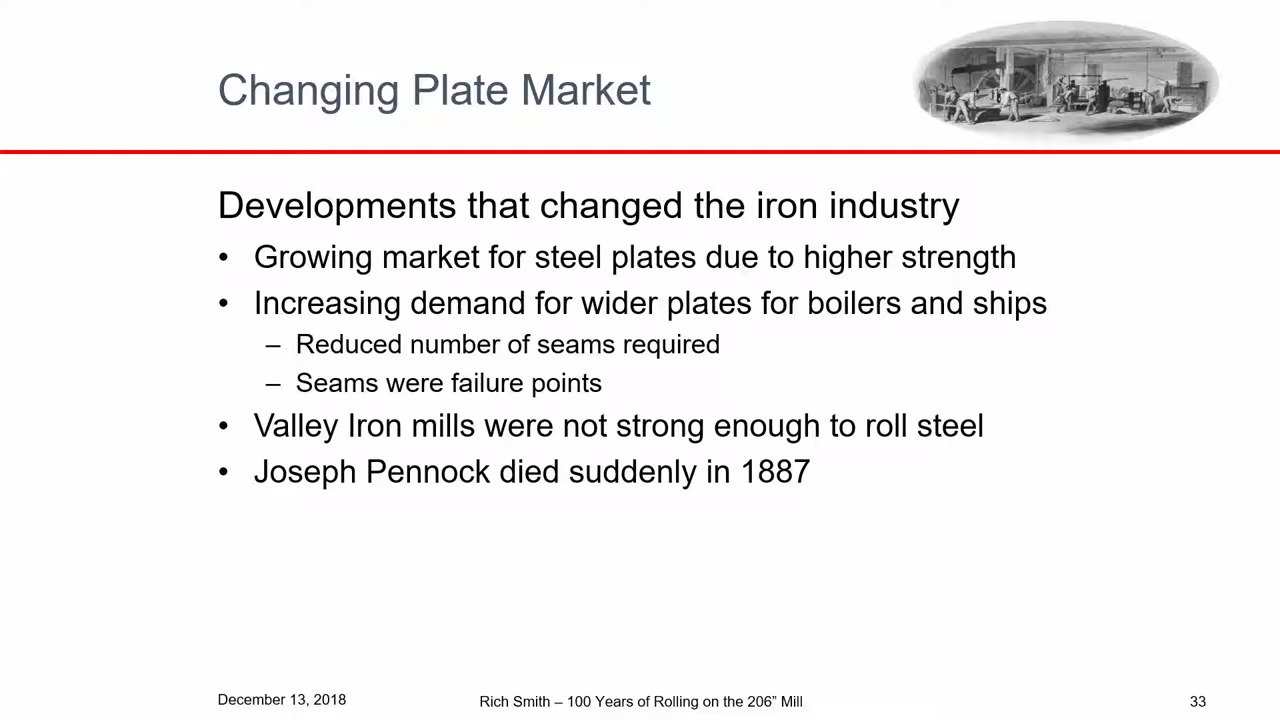 Changing Plate Market
Developments that changed the iron industry
• Growing market for steel plates due to higher strength
• Increasing demand for wider plates for boilers and ships
– Reduced number of seams required
– Seams were failure points
• Valley Iron mills were not strong enough to roll steel
• Joseph Pennock died suddenly in 1887
December 13, 2018
Rich Smith – 100 Years of Rolling on the 206” Mill
33